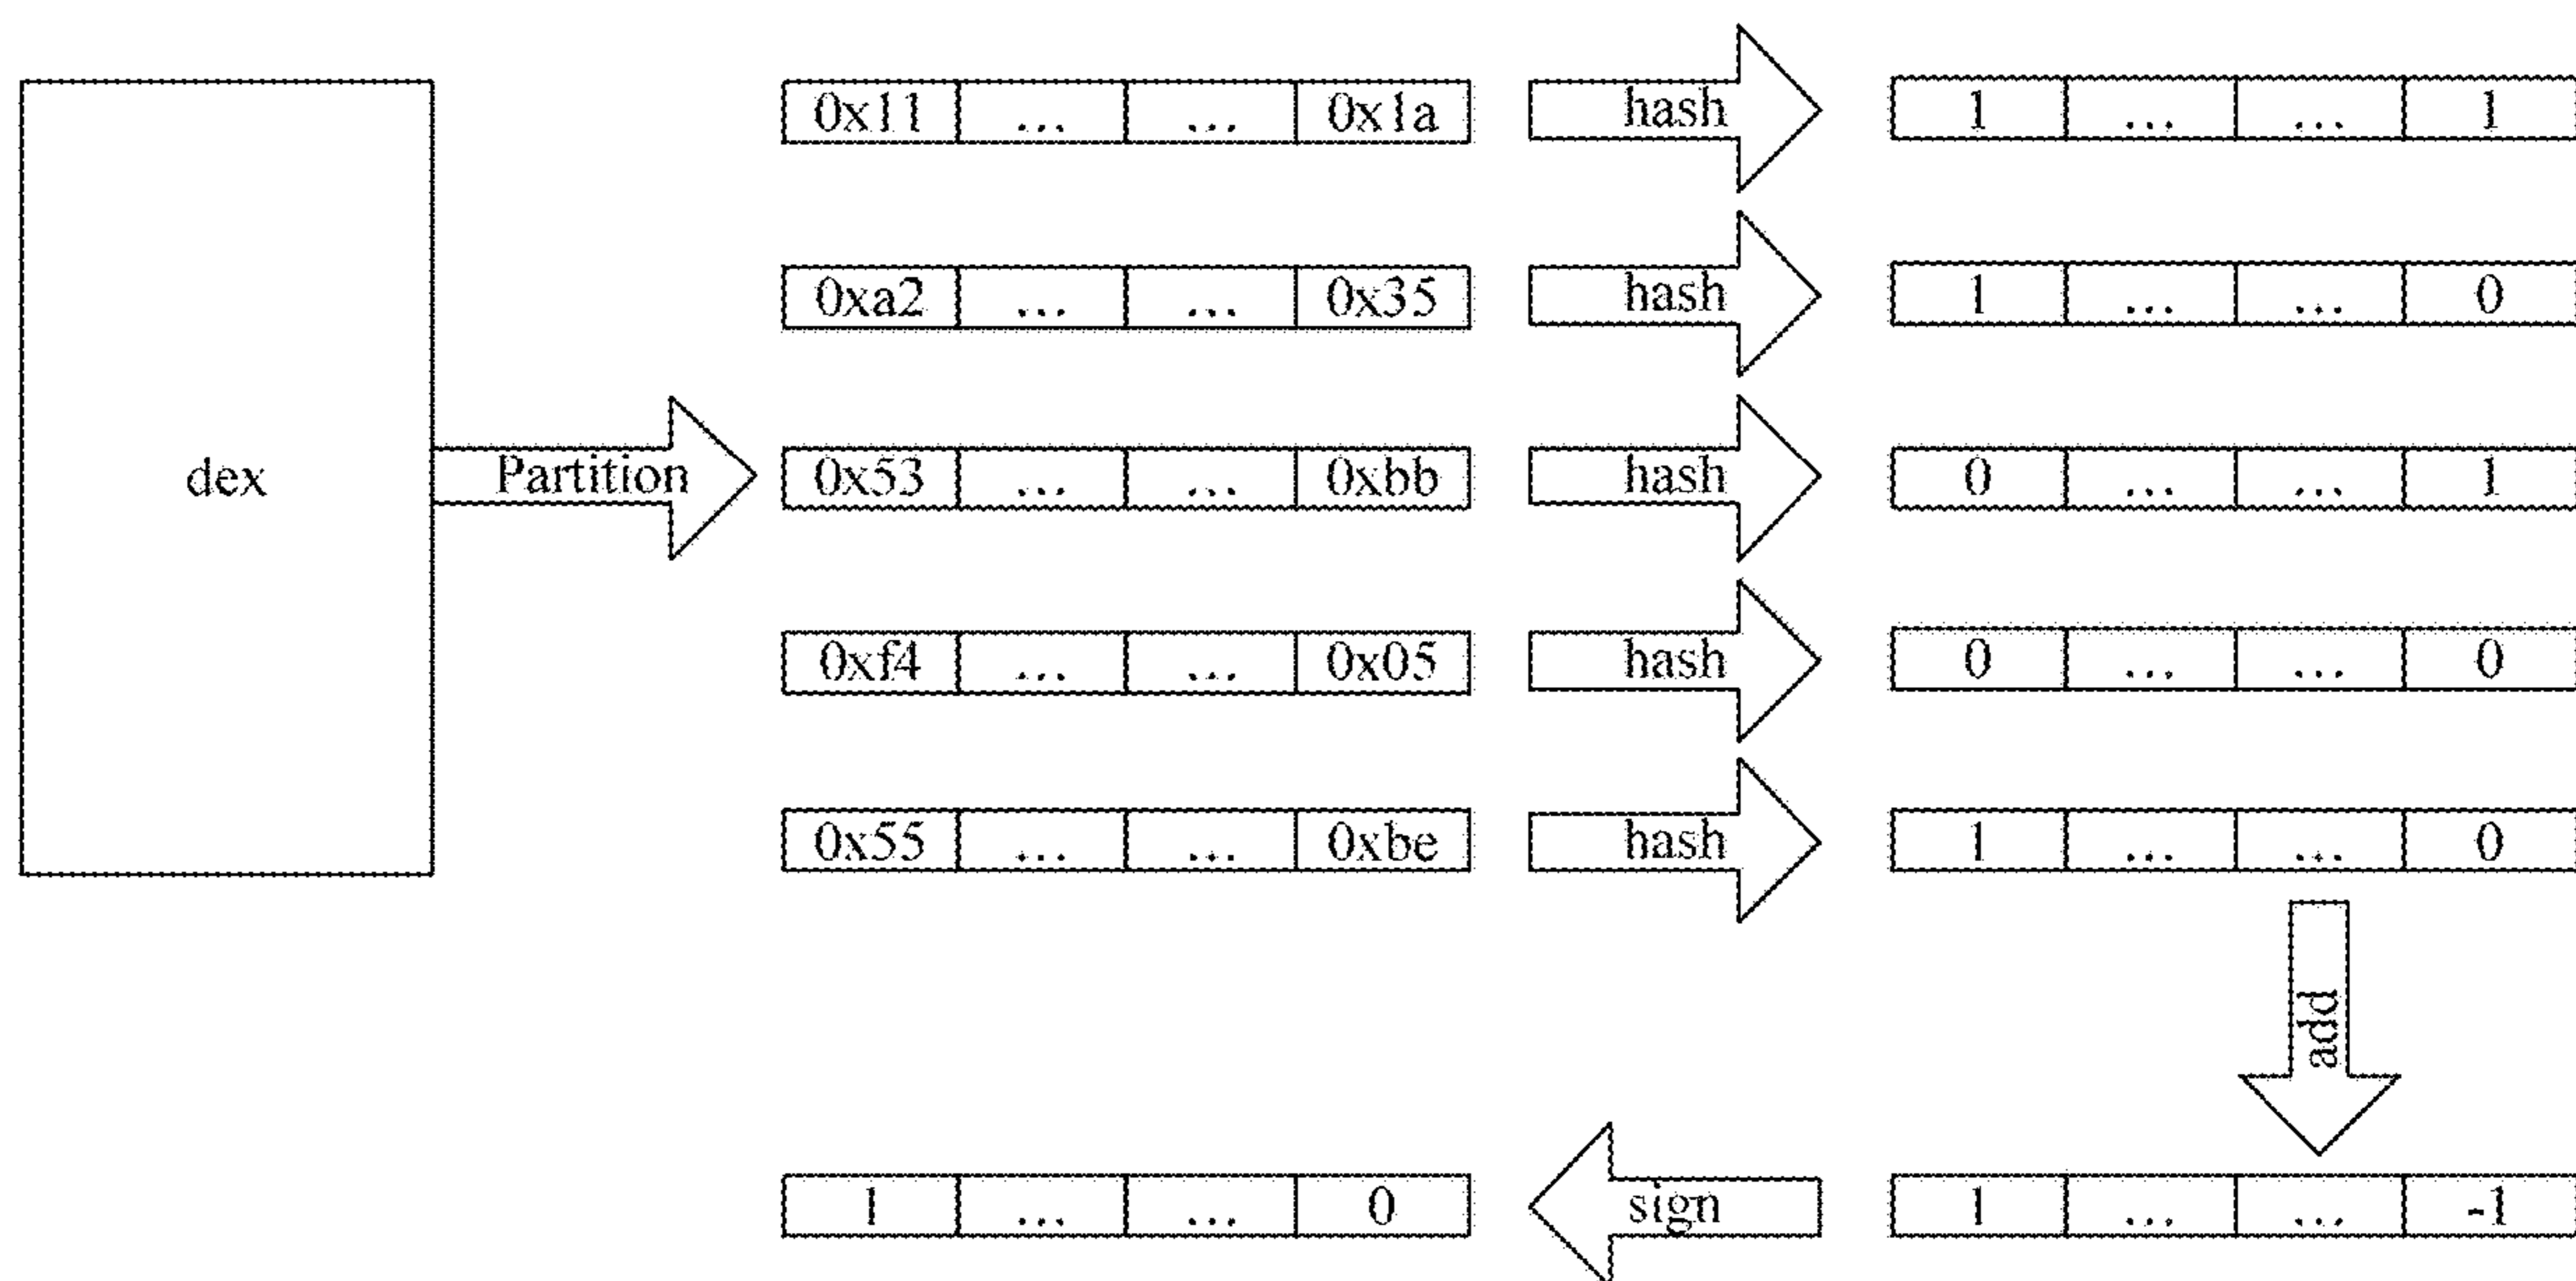 0x11 ... ... 0x1a hash 1 ... ... 1
0xa2 ... ... 0x35 hash 1 ... ... 0
dex Partition 0x53 ... ... 0xbb hash 0 ... ... 1
0xf4 ... ... 0x05 hash 0 ... ... 0
0x55 ... ... 0xbe hash 1 ... ... 0
add
1 ... ... 0 sign 1 ... ... -1